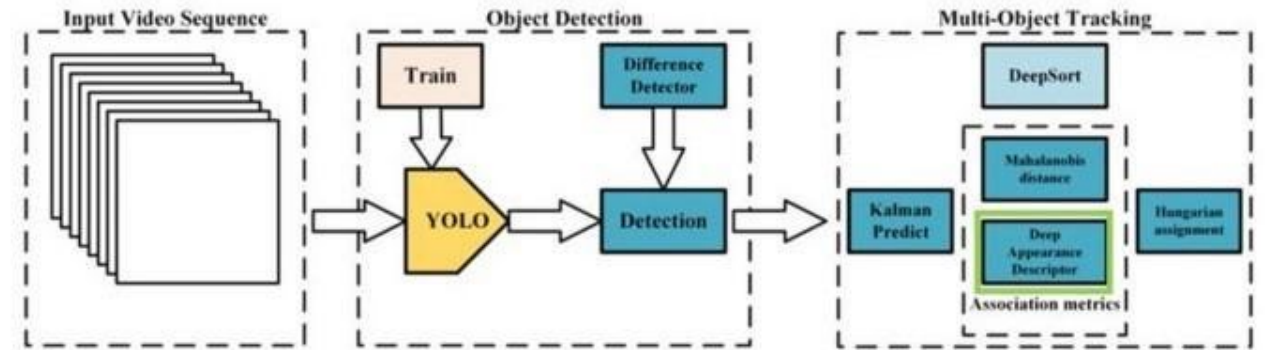 Input Video Sequence
Object Detection
Multi-Object Tracking
Train
Difference
Detector
YOLO
Detection
DeepSort
Kalman
Predict
Mahalanobis
distance
Deep
Appearance
Descriptor
Association metrics
Hungarian
assignment